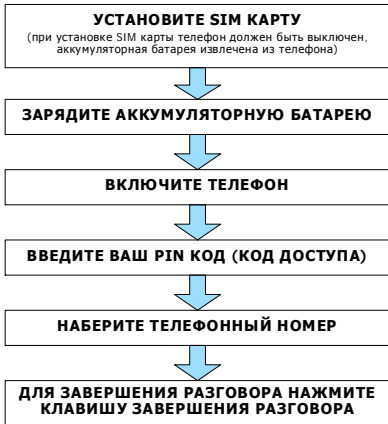 УСТАНОВИТЕ SIM КАРТУ
(при установке SIM карты телефон должен быть выключен,
аккумуляторная батарея извлечена из телефона)
ЗАРЯДИТЕ АККУМУЛЯТОРНУЮ БАТАРЕЮ
ВКЛЮЧИТЕ ТЕЛЕФОН
ВВЕДИТЕ ВАШ PIN КОД (КОД ДОСТУПА)
НАБЕРИТЕ ТЕЛЕФОННЫЙ НОМЕР
ДЛЯ ЗАВЕРШЕНИЯ РАЗГОВОРА НАЖМИТЕ
КЛАВИШУ ЗАВЕРШЕНИЯ РАЗГОВОРА